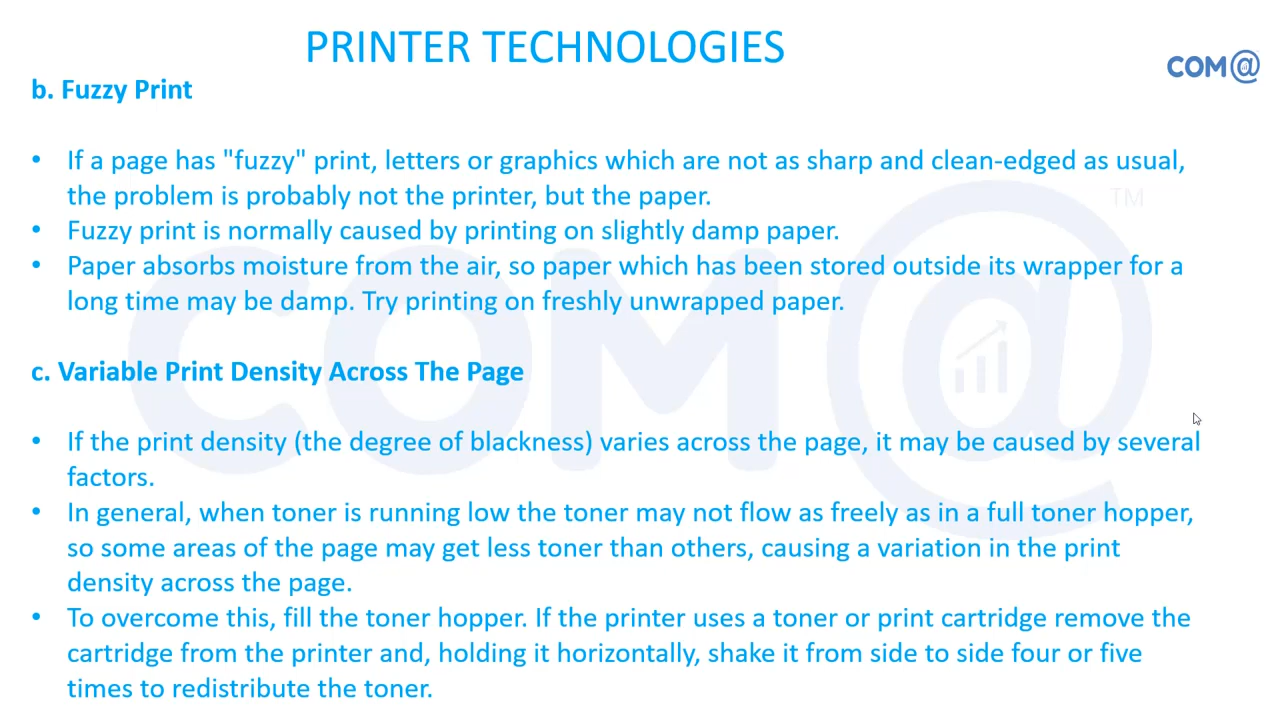 PRINTER TECHNOLOGIES
COM@
b. Fuzzy Print
• If a page has "fuzzy" print, letters or graphics which are not as sharp and clean-edged as usual,
the problem is probably not the printer, but the paper.
• Fuzzy print is normally caused by printing on slightly damp paper.
• Paper absorbs moisture from the air, so paper which has been stored outside its wrapper for a
long time may be damp. Try printing on freshly unwrapped paper.
c. Variable Print Density Across The Page
• If the print density (the degree of blackness) varies across the page, it may be caused by several
factors.
• In general, when toner is running low the toner may not flow as freely as in a full toner hopper,
so some areas of the page may get less toner than others, causing a variation in the print
density across the page.
• To overcome this, fill the toner hopper. If the printer uses a toner or print cartridge remove the
cartridge from the printer and, holding it horizontally, shake it from side to side four or five
times to redistribute the toner.
COM@
TM